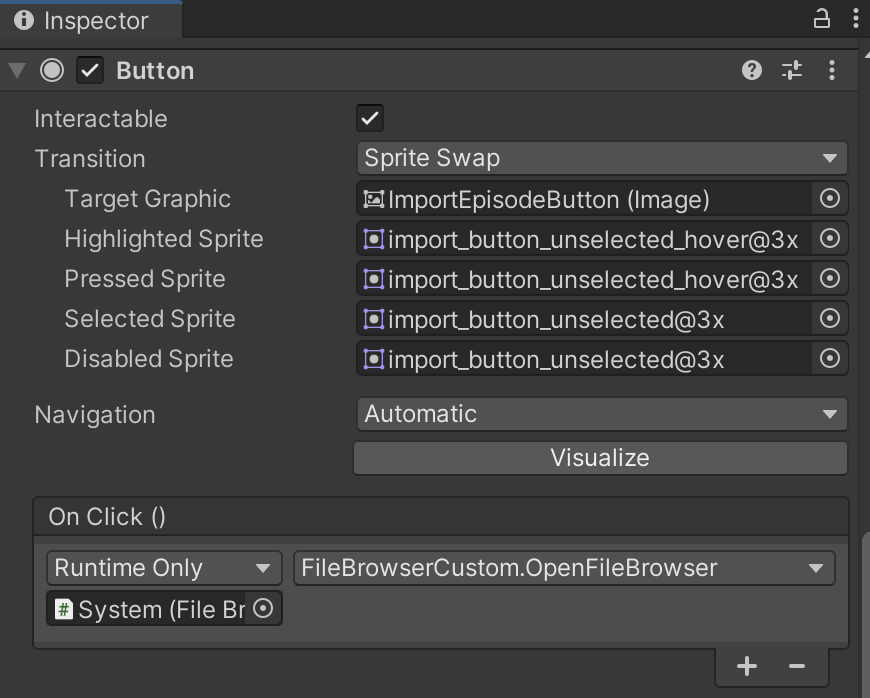 Inspector
Button
Interactable
Transition Sprite Swap
Target Graphic ImportEpisodeButton (Image)
Highlighted Sprite import_button_unselected_hover@3x
Pressed Sprite import_button_unselected_hover@3x
Selected Sprite import_button_unselected@3x
Disabled Sprite import_button_unselected@3x
Navigation Automatic
Visualize
On Click ()
Runtime Only FileBrowserCustom.OpenFileBrowser
System (File Br